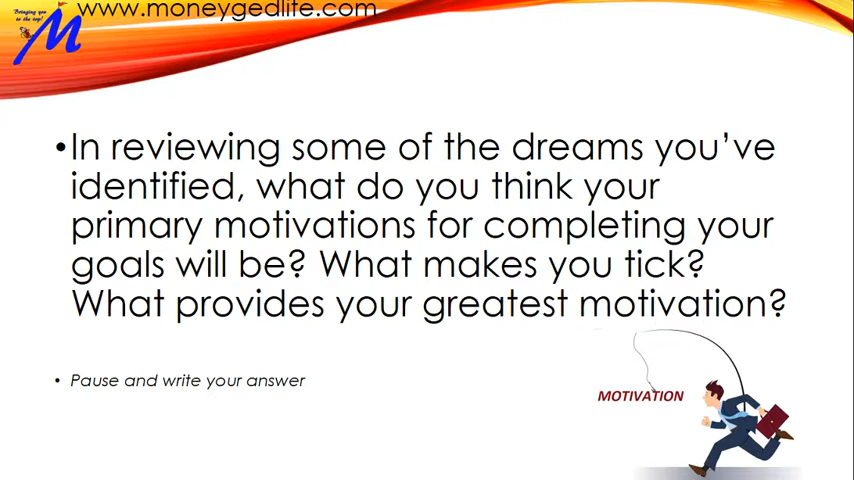 www.moneygedlife.com
Bringing you
to the top!
M
•In reviewing some of the dreams you've
identified, what do you think your
primary motivations for completing your
goals will be? What makes you tick?
What provides your greatest motivation?
• Pause and write your answer
MOTIVATION